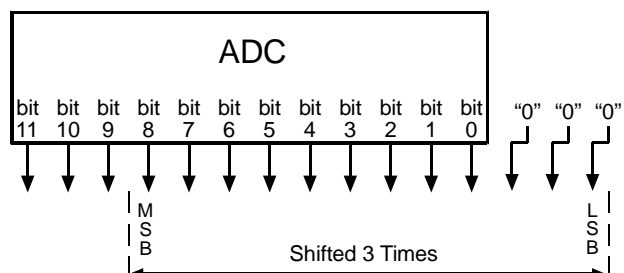 ADC
bit bit bit bit bit bit bit bit bit bit bit bit “0” “0” “0”
11 10 9 8 7 6 5 4 3 2 1 0
MSB
LSB
Shifted 3 Times